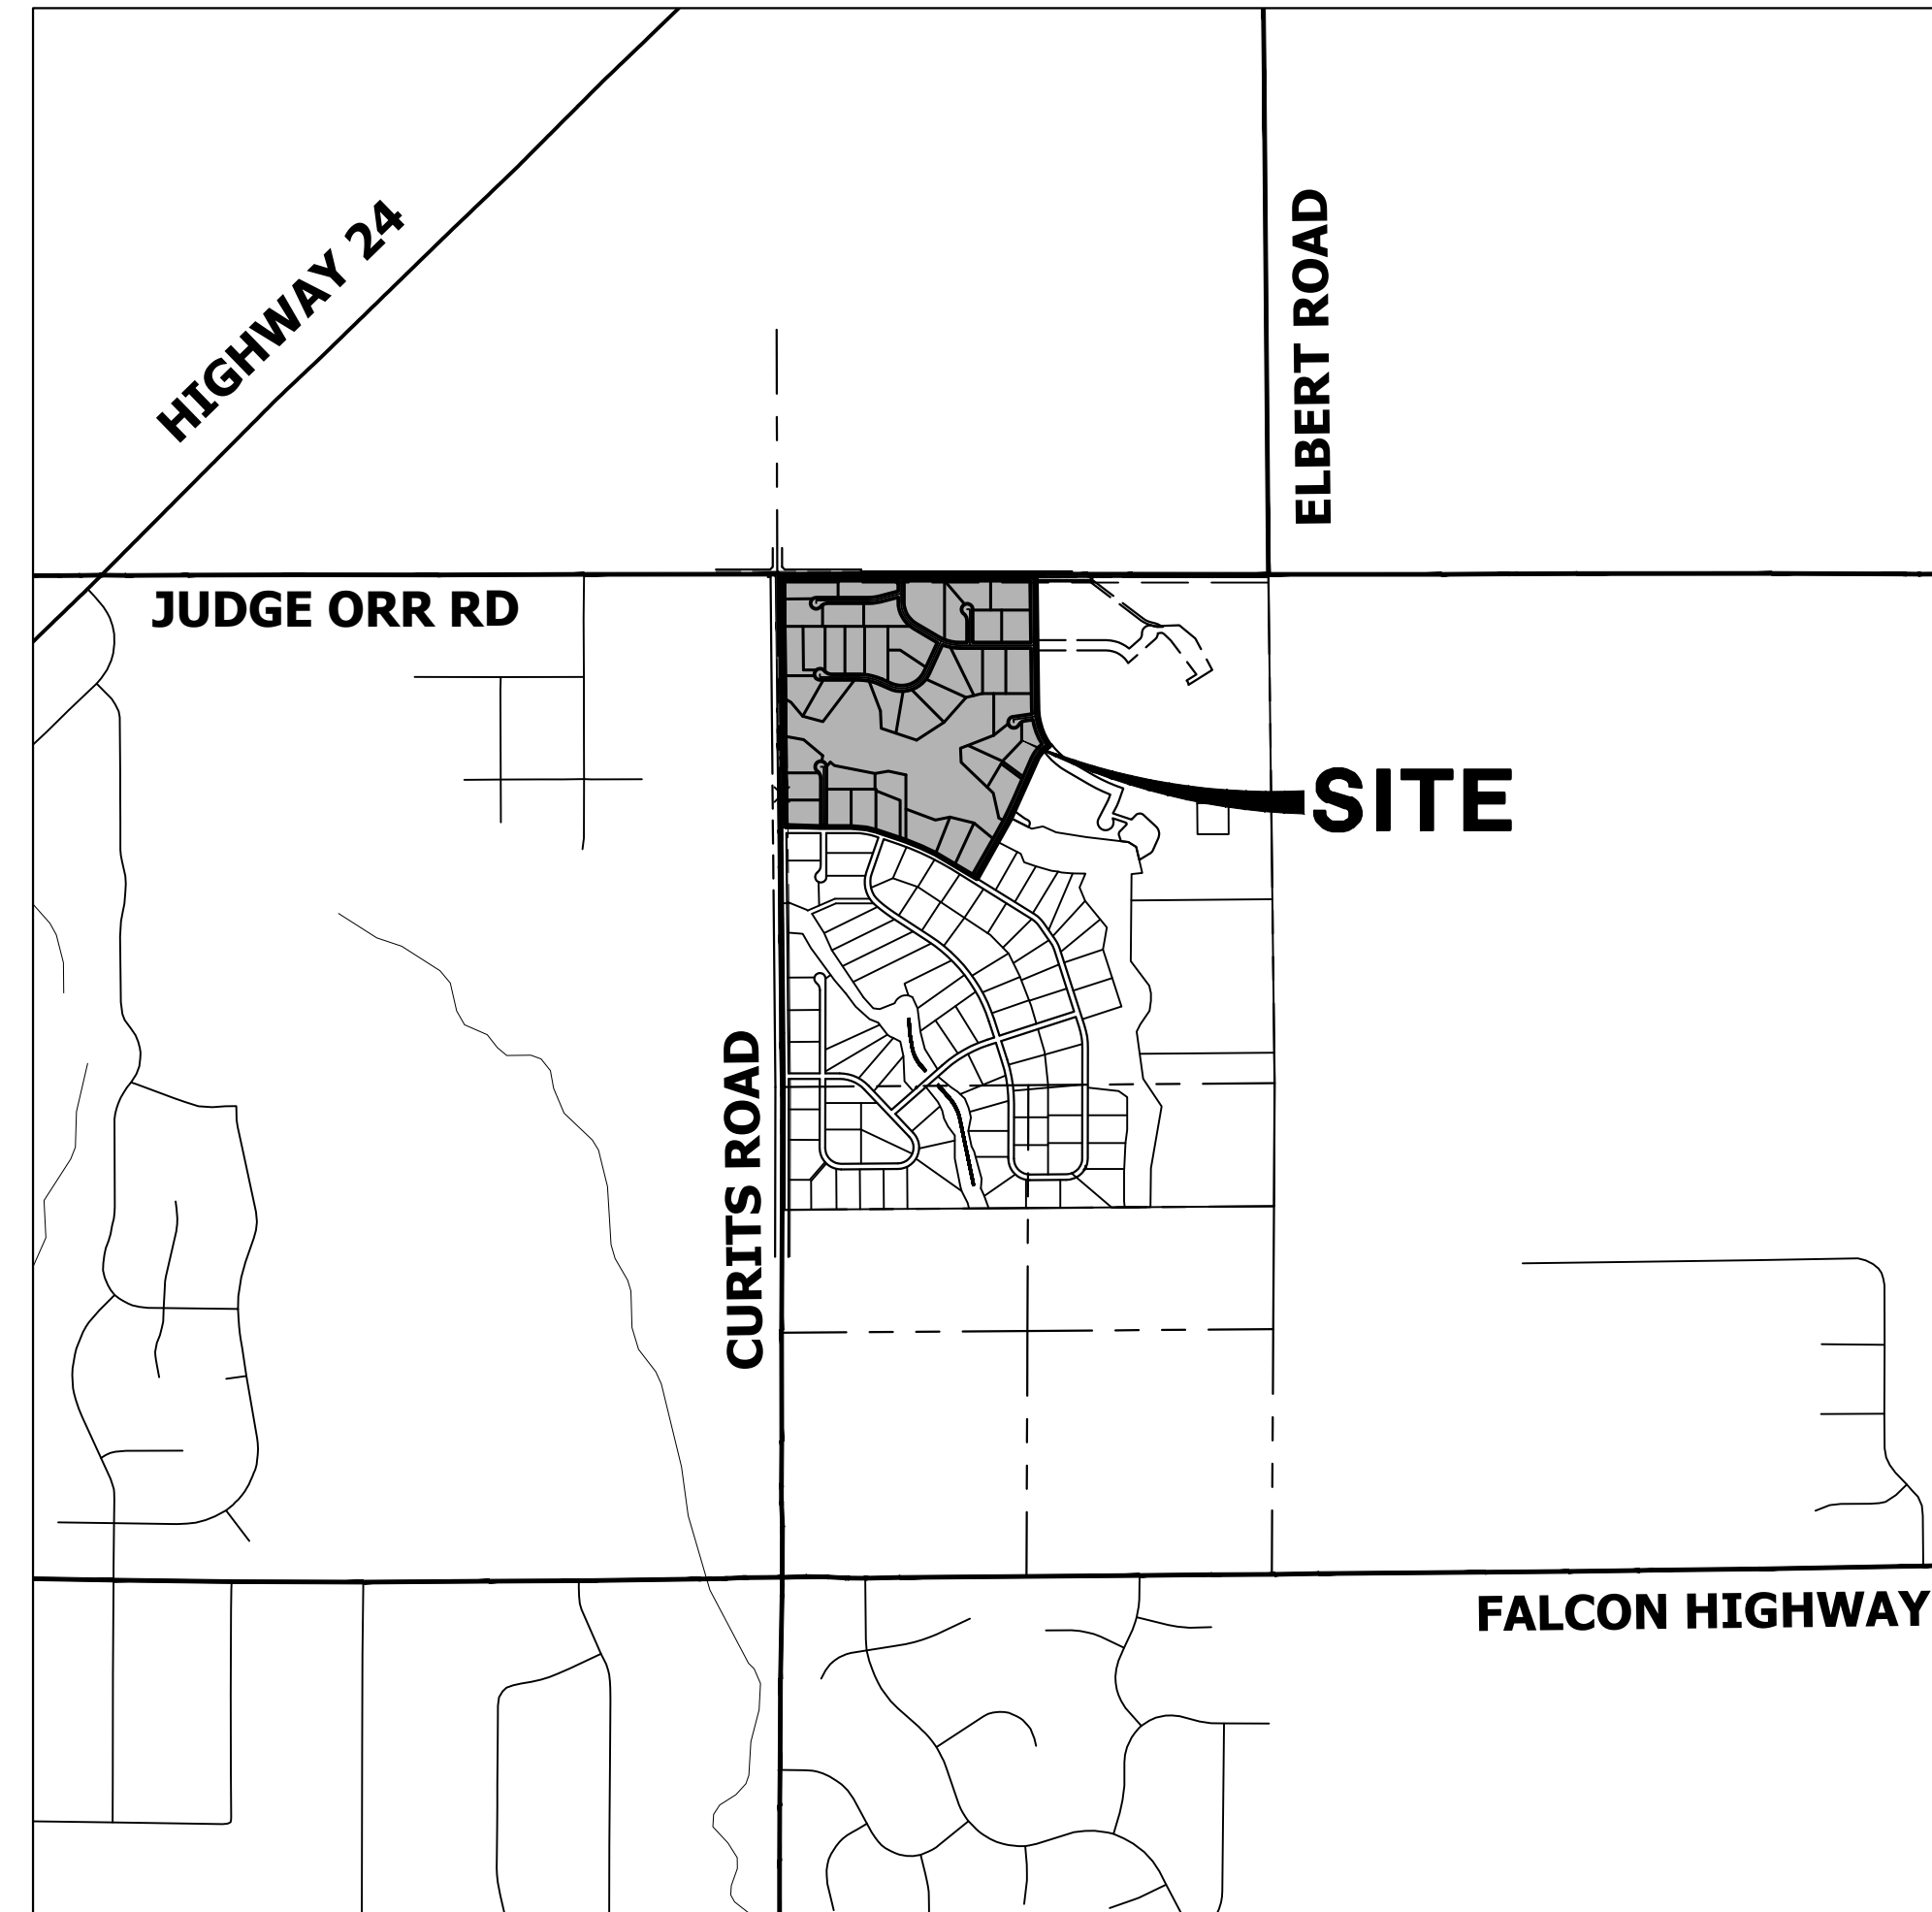 HIGHWAY 24
ELBERT ROAD
JUDGE ORR RD
SITE
CURITS ROAD
FALCON HIGHWAY